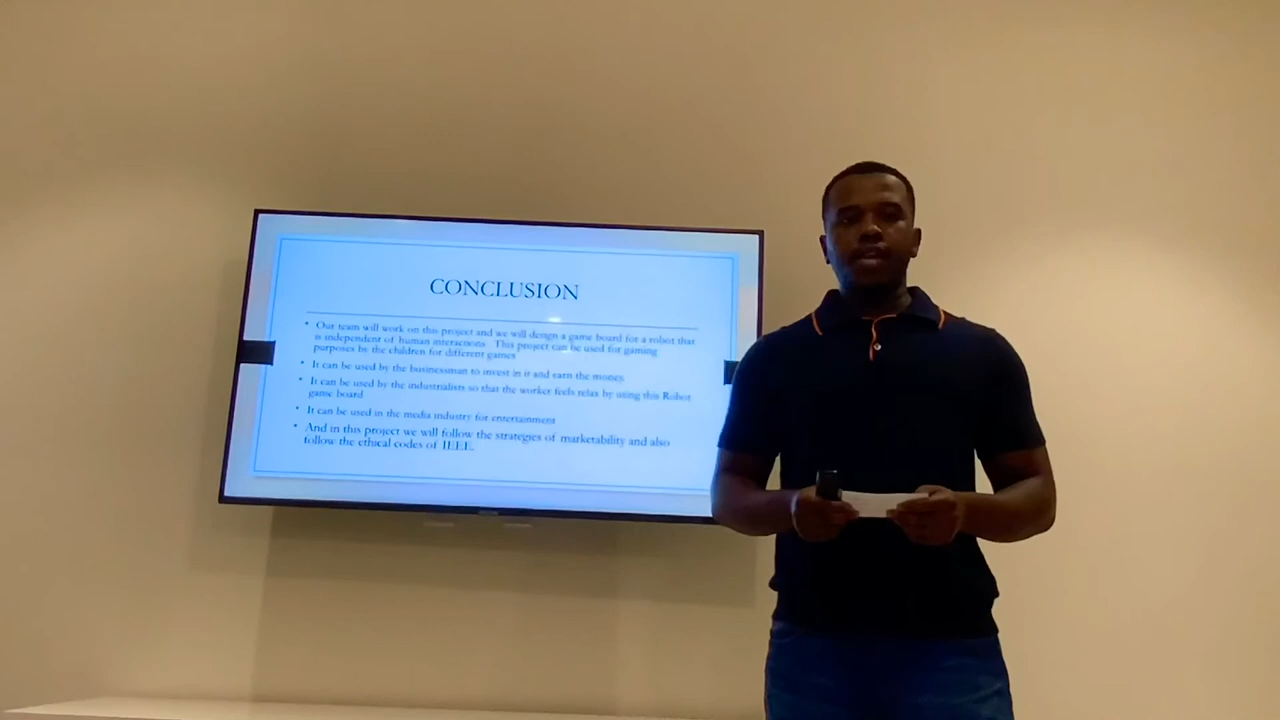 CONCLUSION
• Our team will work on this project and we will design a game board for a robot that
is independent of human interactions This project can be used for gaming
purposes by the children for different games
• It can be used by the businessman to invest in it and earn the money.
• It can be used by the industrialists so that the worker feels relax by using this Robot
game board
• It can be used in the media industry for entertainment
• And in this project we will follow the strategies of marketability and also
follow the ethical codes of IEEE.